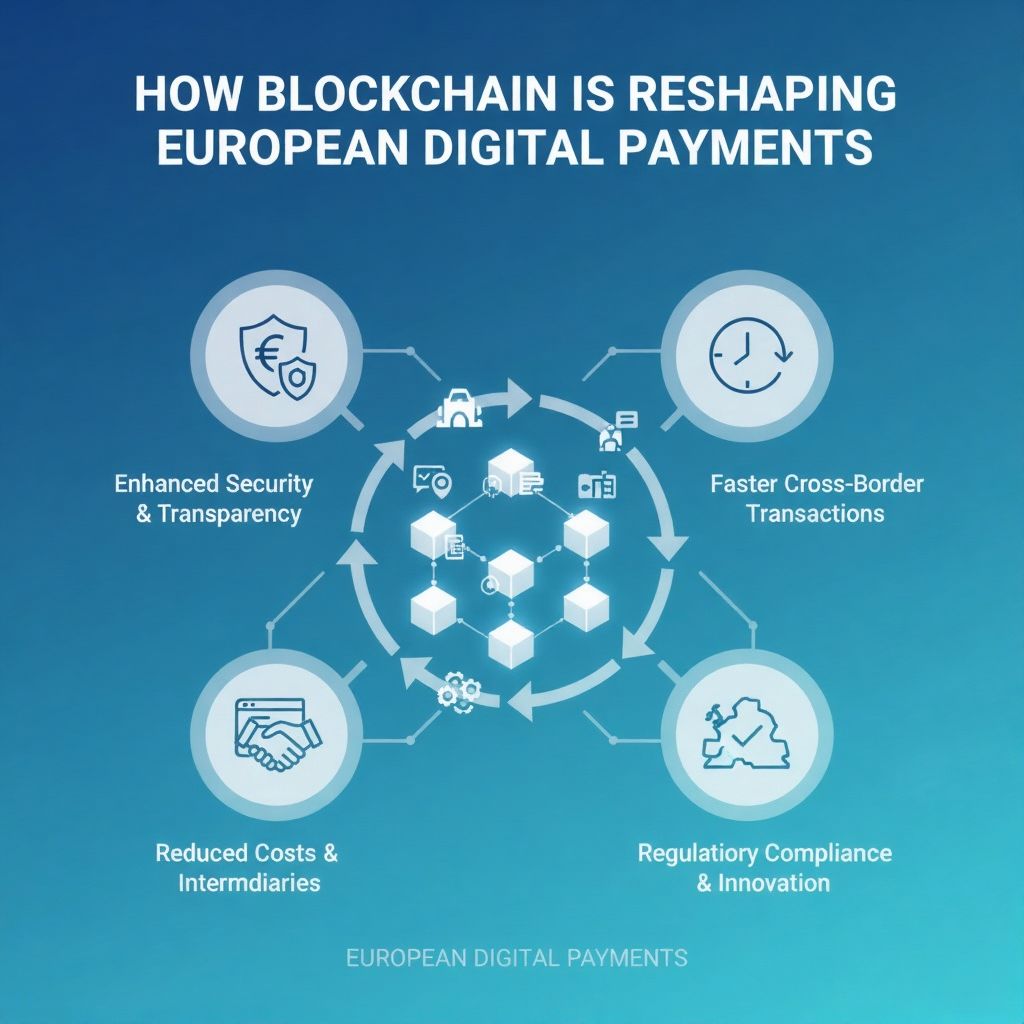 HOW BLOCKCHAIN IS RESHAPING
EUROPEAN DIGITAL PAYMENTS
Enhanced Security
& Transparency
Faster Cross-Border
Transactions
Reduced Costs &
Intermdiaries
Regulatiory Compliance
& Innovation
EUROPEAN DIGITAL PAYMENTS